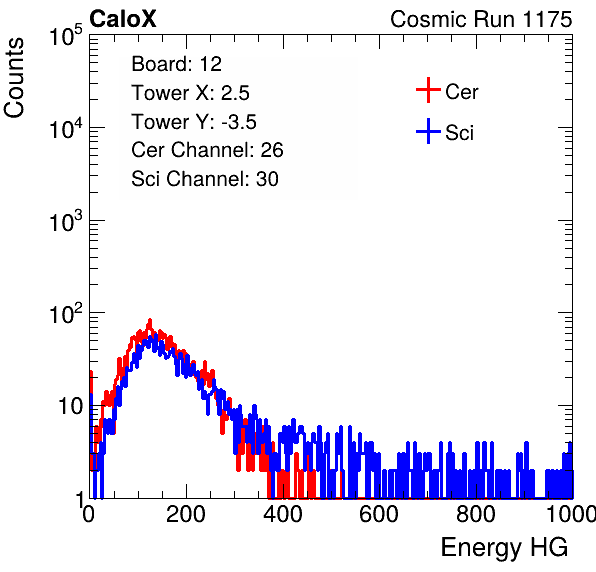 CaloX Cosmic Run 1175
Counts
10^5
10^4
10^3
10^2
10
1
Board: 12
Tower X: 2.5
Tower Y: -3.5
Cer Channel: 26
Sci Channel: 30
Cer
Sci
0 200 400 600 800 1000
Energy HG